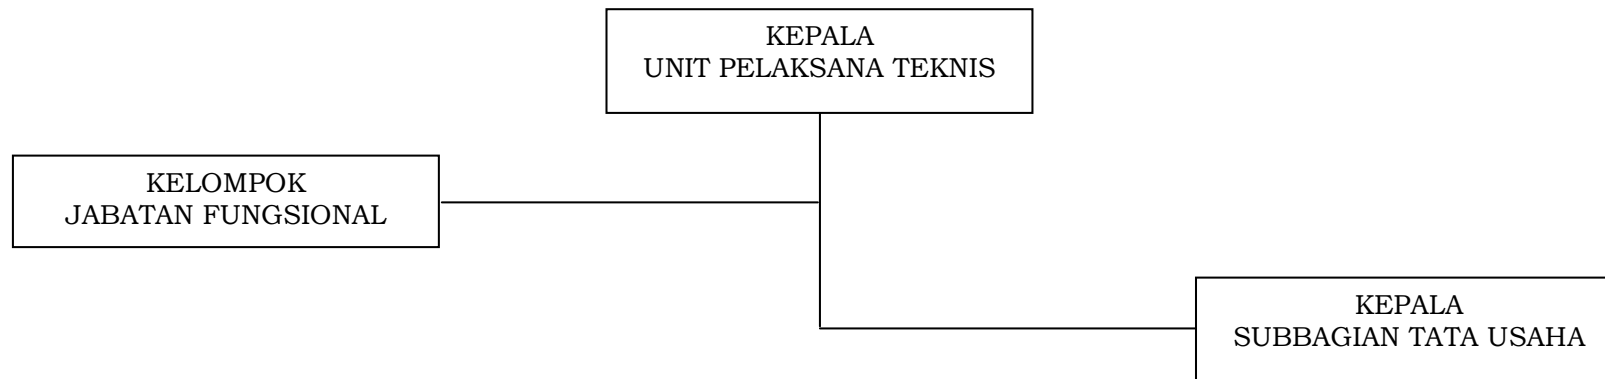 KEPALA
UNIT PELAKSANA TEKNIS
KELOMPOK
JABATAN FUNGSIONAL
KEPALA
SUBBAGIAN TATA USAHA